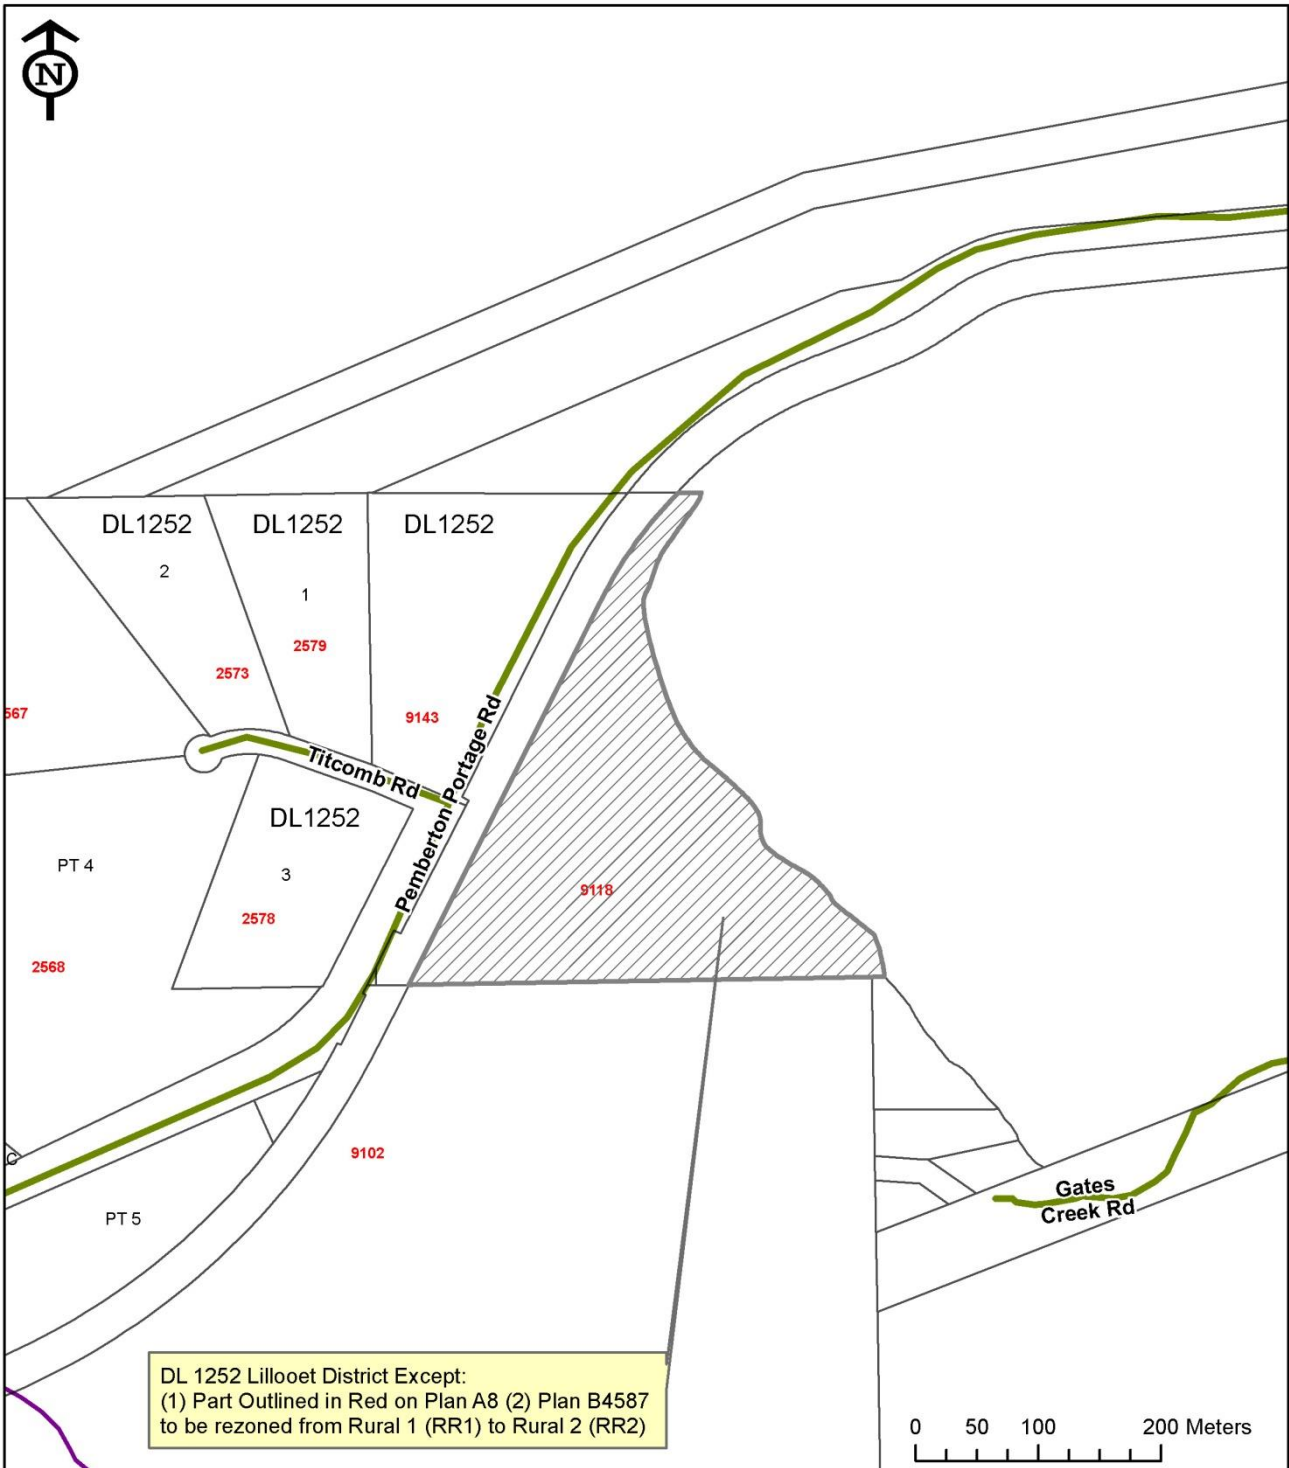 N
DL1252
DL1252
DL1252
2
1
2579
2573
567
9143
Titcomb Rd
Pemberton Portage Rd
DL1252
PT 4
3
9118
2578
2568
C
9102
PT 5
Gates
Creek Rd
DL 1252 Lillooet District Except:
(1) Part Outlined in Red on Plan A8 (2) Plan B4587
to be rezoned from Rural 1 (RR1) to Rural 2 (RR2)
0 50 100 200 Meters